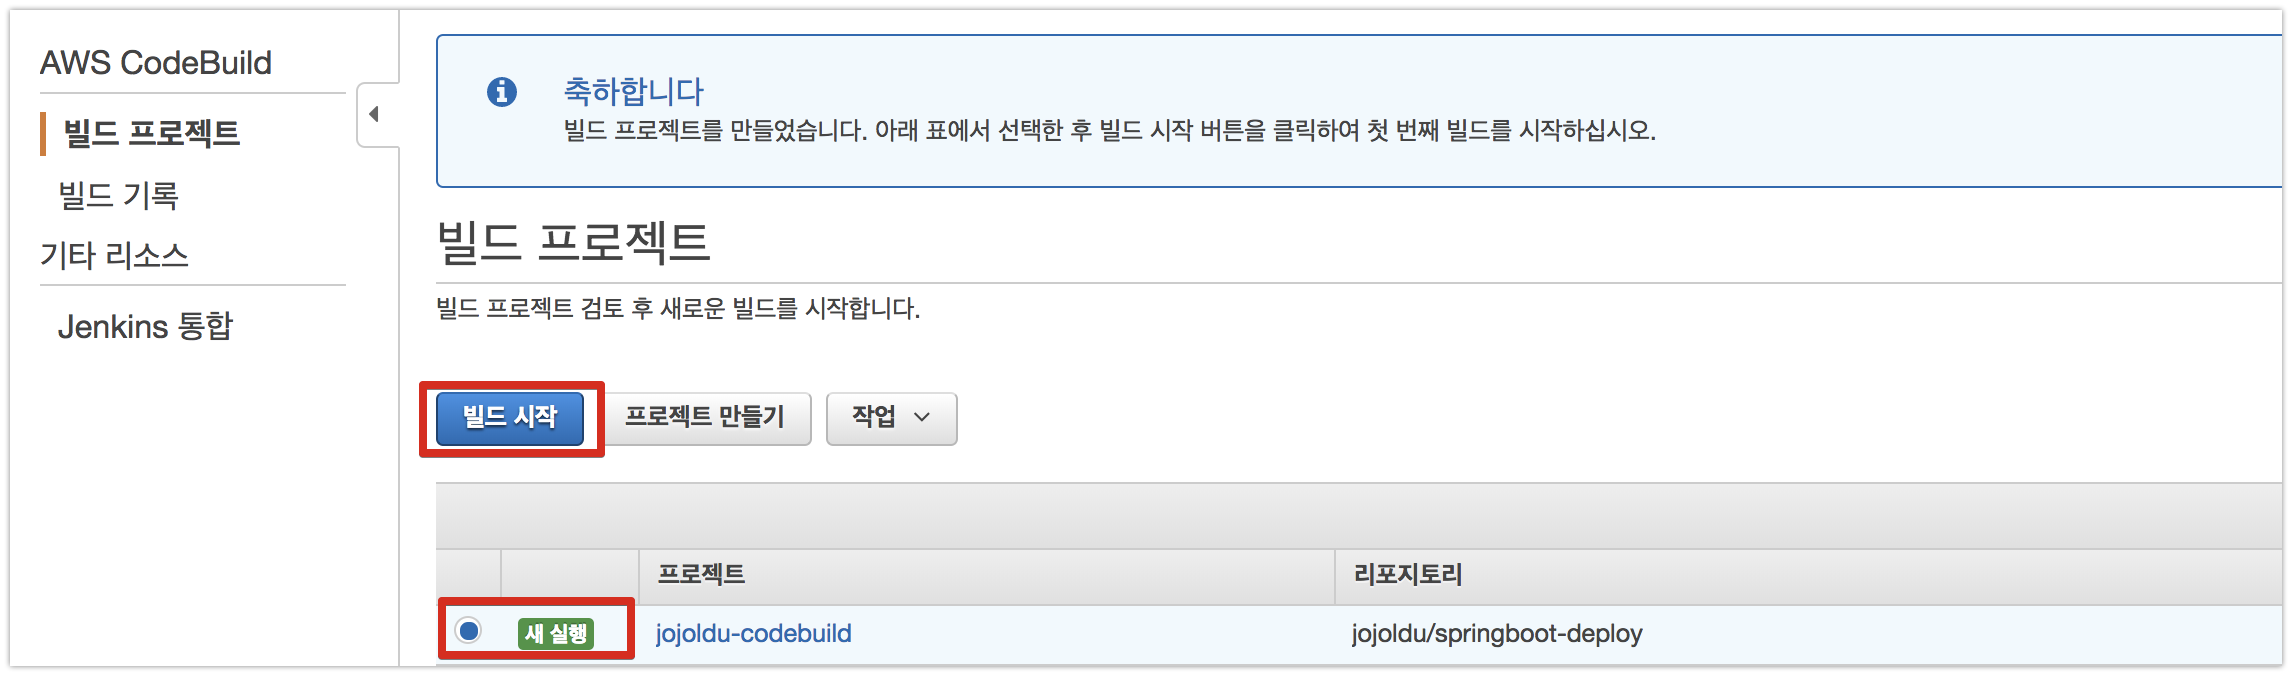 AWS CodeBuild
빌드 프로젝트
빌드 기록
기타 리소스
Jenkins 통합
축하합니다
빌드 프로젝트를 만들었습니다. 아래 표에서 선택한 후 빌드 시작 버튼을 클릭하여 첫 번째 빌드를 시작하십시오.
빌드 프로젝트
빌드 프로젝트 검토 후 새로운 빌드를 시작합니다.
빌드 시작 프로젝트 만들기 작업
프로젝트 리포지토리
새 실행 jojoldu-codebuild jojoldu/springboot-deploy